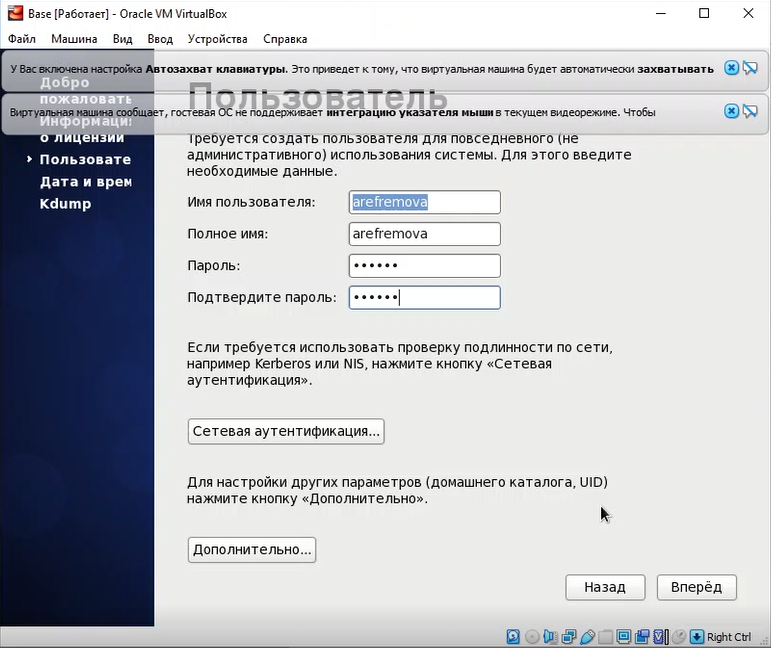 Base [Работает] - Oracle VM VirtualBox
Файл Машина Вид Ввод Устройства Справка
У Вас включена настройка Автозахват клавиатуры. Это приведет к тому, что виртуальная машина будет автоматически захватывать
Виртуальная машина сообщает, гостевая ОС не поддерживает интеграцию указателя мыши в текущем видеорежиме. Чтобы
Добро
пожаловать
Информаци
о лицензии
Пользовате
Дата и врем
Kdump
Пользователь
Требуется создать пользователя для повседневного (не
административного) использования системы. Для этого введите
необходимые данные.
Имя пользователя: arefremova
Полное имя: arefremova
Пароль: ••••••
Подтвердите пароль: ••••••
Если требуется использовать проверку подлинности по сети,
например Kerberos или NIS, нажмите кнопку «Сетевая
аутентификация».
Сетевая аутентификация...
Для настройки других параметров (домашнего каталога, UID)
нажмите кнопку «Дополнительно».
Дополнительно...
Назад Вперёд
Right Ctrl